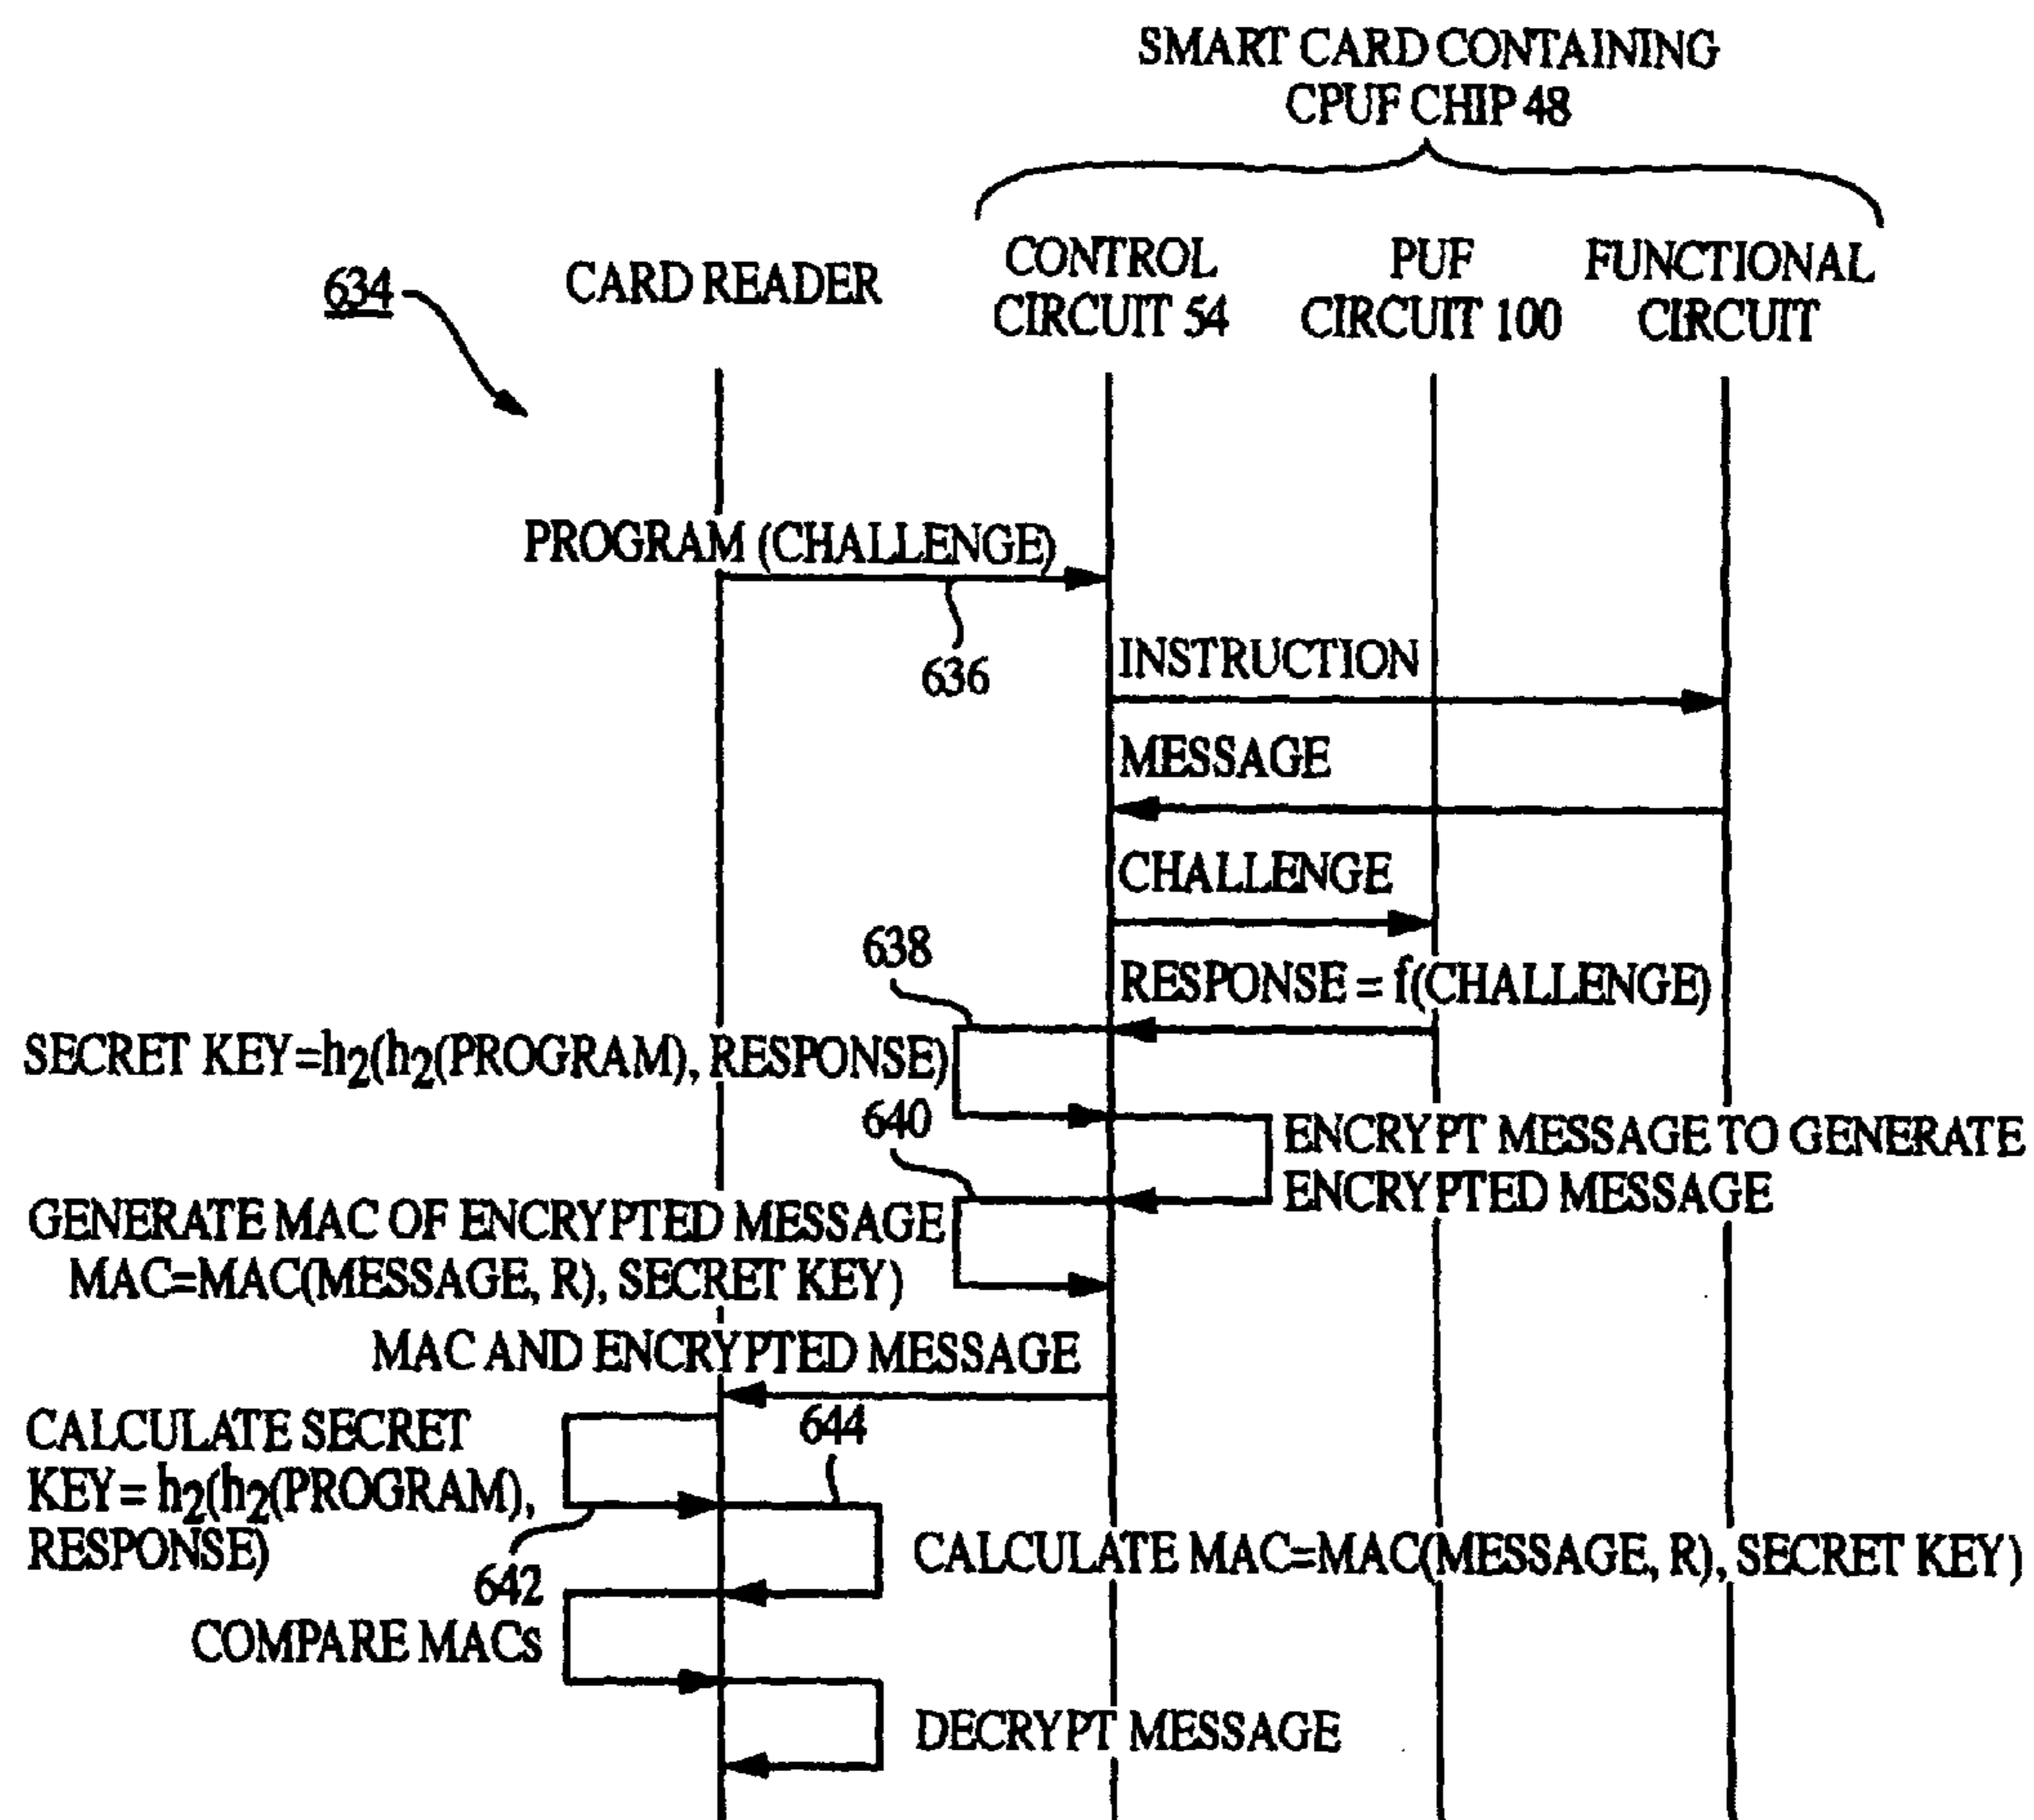 SMART CARD CONTAINING
CPUF CHIP 48
634
CARD READER
CONTROL
CIRCUIT 54
PUF
CIRCUIT 100
FUNCTIONAL
CIRCUIT
PROGRAM (CHALLENGE)
636
INSTRUCTION
MESSAGE
CHALLENGE
638
RESPONSE = f(CHALLENGE)
SECRET KEY=h2(h2(PROGRAM), RESPONSE)
640
ENCRYPT MESSAGE TO GENERATE
ENCRYPTED MESSAGE
GENERATE MAC OF ENCRYPTED MESSAGE
MAC=MAC(MESSAGE, R), SECRET KEY)
MAC AND ENCRYPTED MESSAGE
CALCULATE SECRET
KEY= h2(h2(PROGRAM),
RESPONSE)
644
642
CALCULATE MAC=MAC(MESSAGE, R), SECRET KEY)
COMPARE MACs
DECRYPT MESSAGE